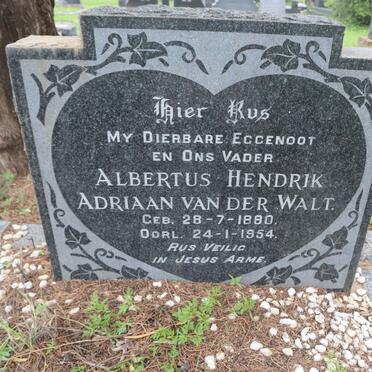 Hier Rus
My Dierbare Eggenoot
en Ons Vader
Albertus Hendrik
Adriaan van der Walt.
Geb. 28-7-1880.
Oorl. 24-1-1954.
Rus Veilig
in Jesus Arme.